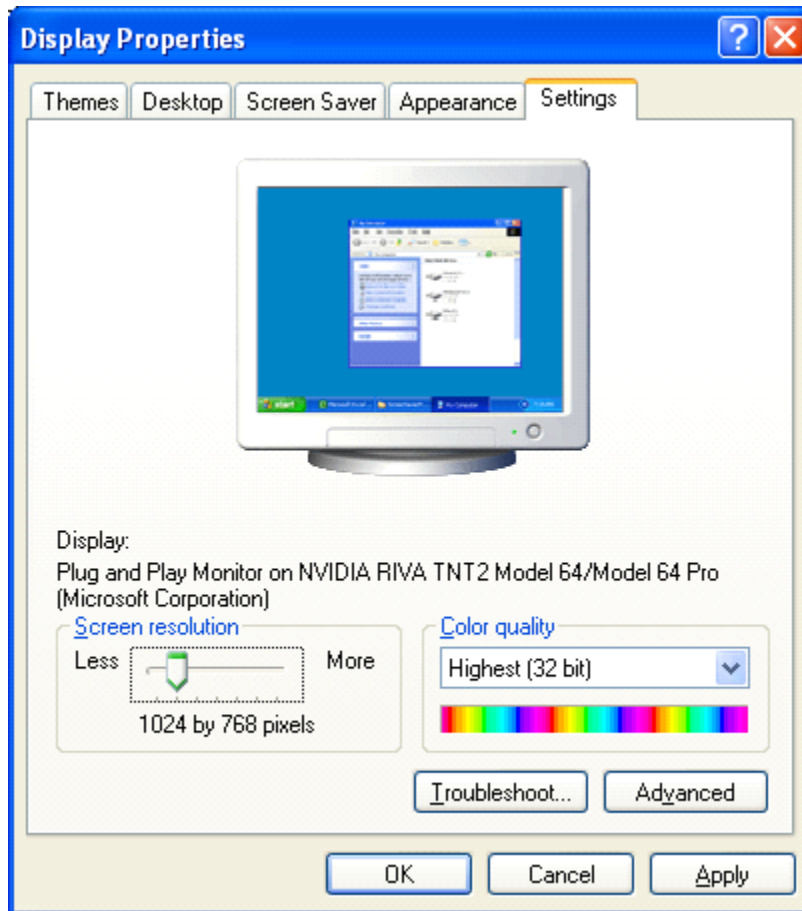 Display Properties
Themes Desktop Screen Saver Appearance Settings
start
Display:
Plug and Play Monitor on NVIDIA RIVA TNT2 Model 64/Model 64 Pro
(Microsoft Corporation)
Screen resolution
Less More
1024 by 768 pixels
Color quality
Highest (32 bit)
Troubleshoot... Advanced
OK Cancel Apply